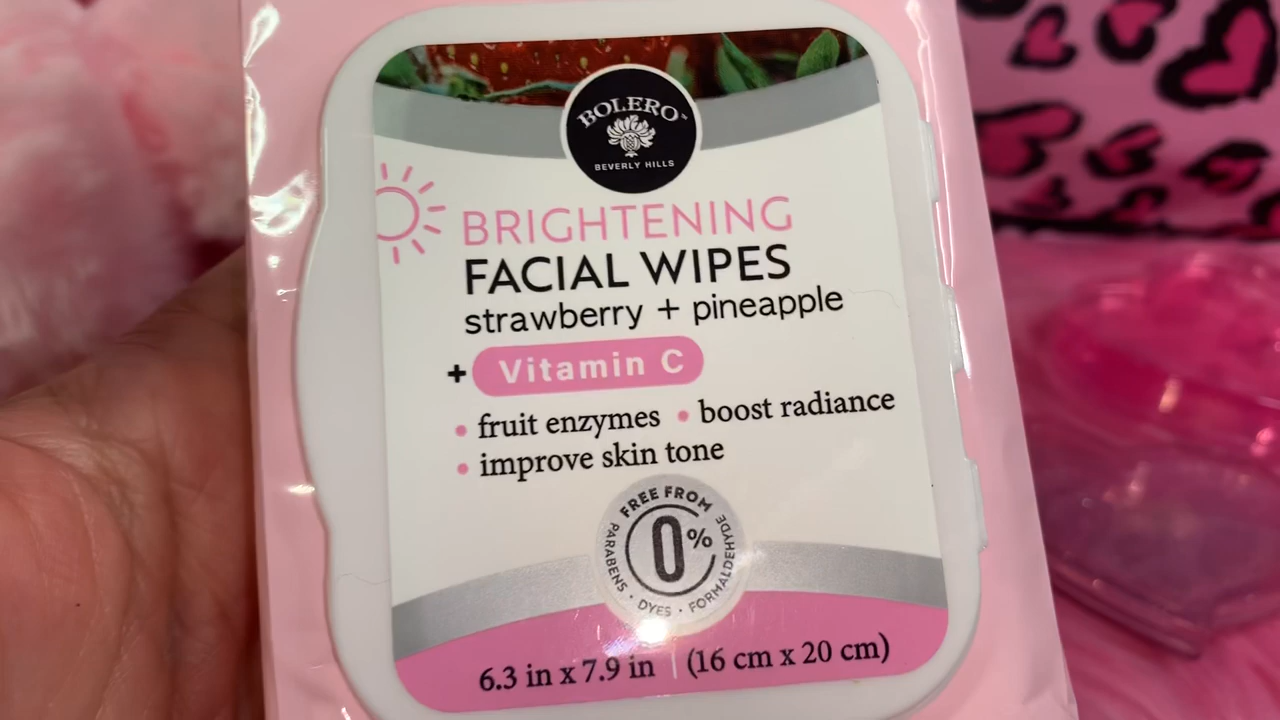 BOLERO™
BEVERLY HILLS
BRIGHTENING
FACIAL WIPES
strawberry + pineapple
+ Vitamin C
• fruit enzymes • boost radiance
• improve skin tone
FREE FROM
0%
PARABENS • DYES • FORMALDEHYDE
6.3 in x 7.9 in | (16 cm x 20 cm)